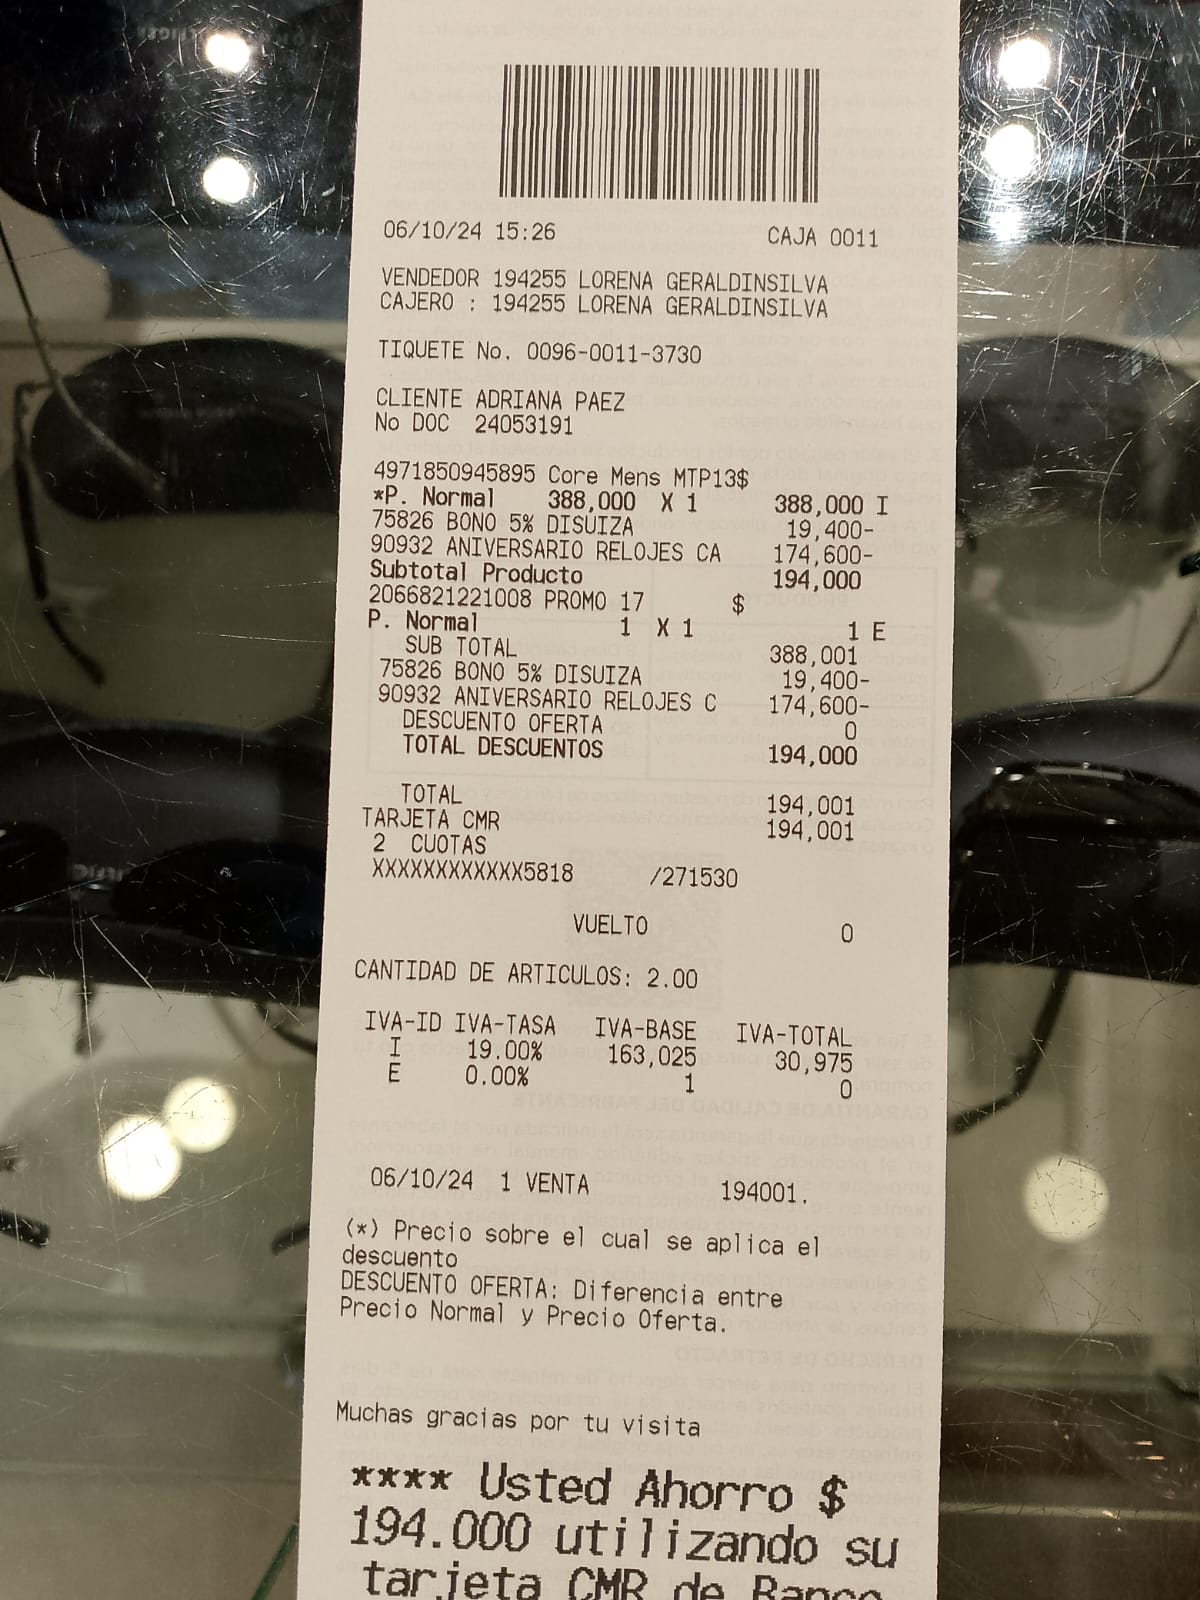 06/10/24 15:26 CAJA 0011
VENDEDOR 194255 LORENA GERALDINSILVA
CAJERO : 194255 LORENA GERALDINSILVA
TIQUETE No. 0096-0011-3730
CLIENTE ADRIANA PAEZ
No DOC 24053191
4971850945895 Core Mens MTP13$
*P. Normal 388,000 X 1 388,000 I
75826 BONO 5% DISUIZA 19,400-
90932 ANIVERSARIO RELOJES CA 174,600-
Subtotal Producto 194,000
2066821221008 PROMO 17 $
P. Normal 1 X 1 1 E
SUB TOTAL 388,001
75826 BONO 5% DISUIZA 19,400-
90932 ANIVERSARIO RELOJES C 174,600-
DESCUENTO OFERTA 0
TOTAL DESCUENTOS 194,000
TOTAL 194,001
TARJETA CMR 194,001
2 CUOTAS
XXXXXXXXXXXX5818 /271530
VUELTO 0
CANTIDAD DE ARTICULOS: 2.00
IVA-ID IVA-TASA IVA-BASE IVA-TOTAL
I 19.00% 163,025 30,975
E 0.00% 1 0
06/10/24 1 VENTA 194001.
(*) Precio sobre el cual se aplica el
descuento
DESCUENTO OFERTA: Diferencia entre
Precio Normal y Precio Oferta.
Muchas gracias por tu visita
**** Usted Ahorro $
194.000 utilizando su
tarjeta CMR de Banco